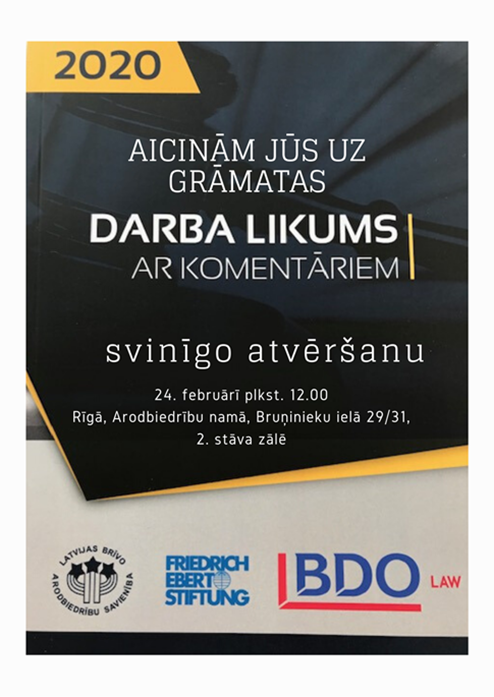 2020
AICINĀM JŪS UZ
GRĀMATAS
DARBA LIKUMS
AR KOMENTĀRIEM
svinīgo atvēršanu
24. februārī plkst. 12.00
Rīgā, Arodbiedrību namā, Bruņinieku ielā 29/31,
2. stāva zālē
LATVIJAS BRĪVO
ARODBIEDRĪBU SAVIENĪBA
FRIEDRICH
EBERT
STIFTUNG
BDO LAW